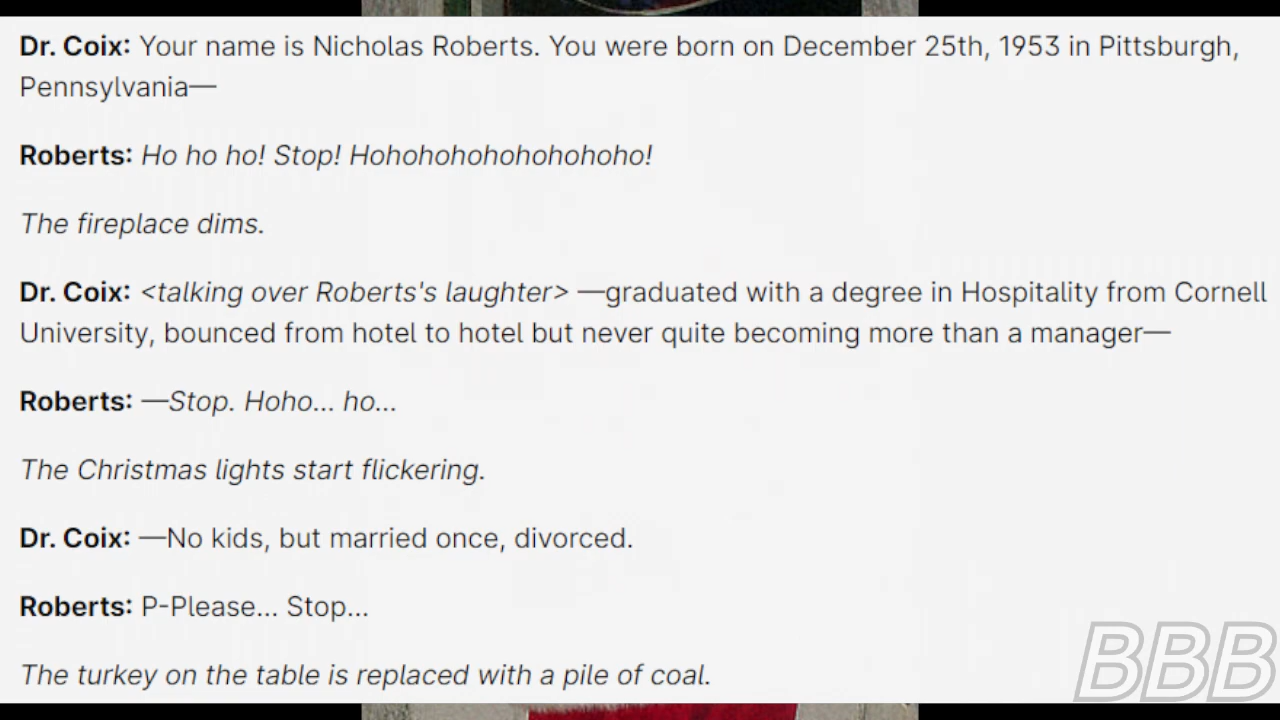 Dr. Coix: Your name is Nicholas Roberts. You were born on December 25th, 1953 in Pittsburgh,
Pennsylvania—
Roberts: Ho ho ho! Stop! Hohohohohohohohoho!
The fireplace dims.
Dr. Coix: <talking over Roberts's laughter> —graduated with a degree in Hospitality from Cornell
University, bounced from hotel to hotel but never quite becoming more than a manager—
Roberts: —Stop. Hoho... ho...
The Christmas lights start flickering.
Dr. Coix: —No kids, but married once, divorced.
Roberts: P-Please... Stop...
The turkey on the table is replaced with a pile of coal.
BBB